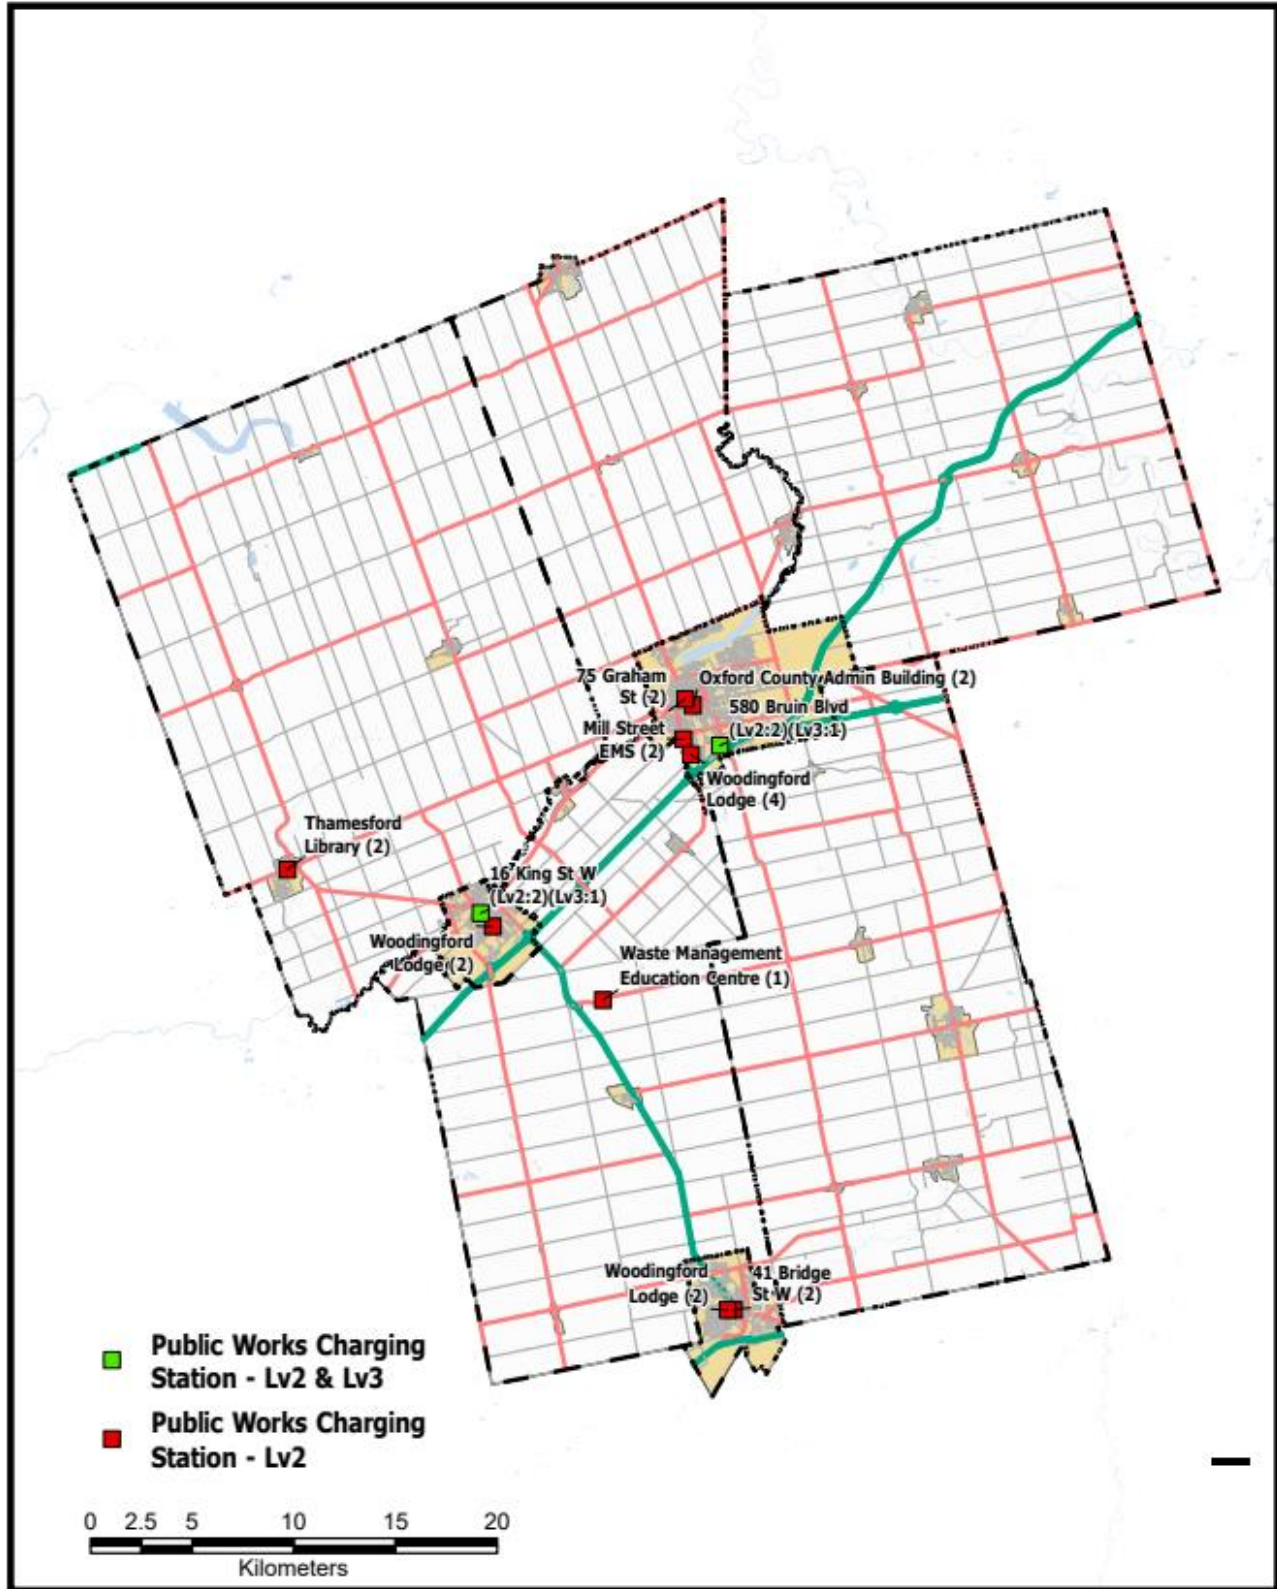 75 Graham
St (2)
Oxford County Admin Building (2)
580 Bruin Blvd
(Lv2:2)(Lv3:1)
Mill Street
EMS (2)
Woodingford
Lodge (4)
Thamesford
Library (2)
16 King St W
(Lv2:2)(Lv3:1)
Woodingford
Lodge (2)
Waste Management
Education Centre (1)
Woodingford
Lodge (2)
41 Bridge
St W (2)
Public Works Charging
Station - Lv2 & Lv3
Public Works Charging
Station - Lv2
0 2.5 5 10 15 20
Kilometers